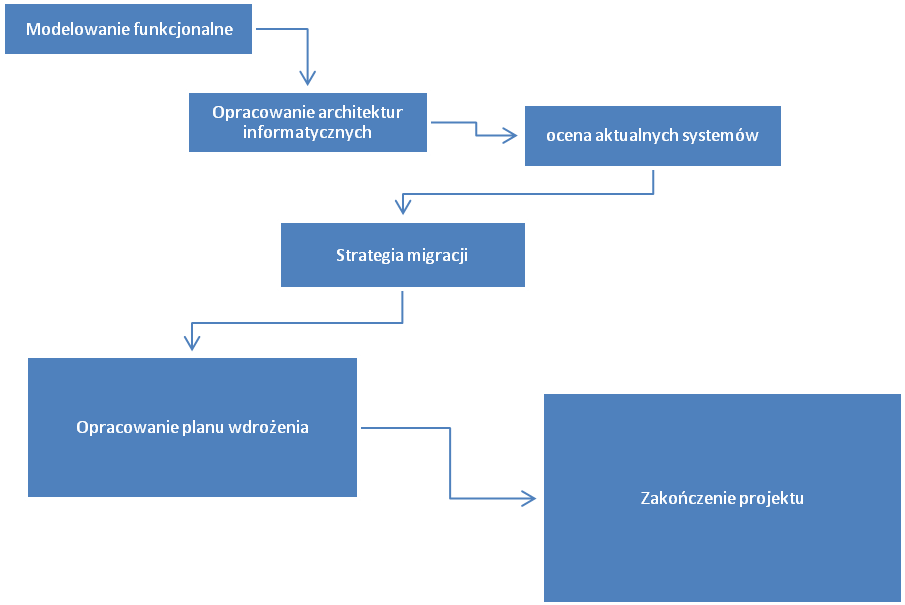 Modelowanie funkcjonalne
Opracowanie architektur
informatycznych
ocena aktualnych systemów
Strategia migracji
Opracowanie planu wdrożenia
Zakończenie projektu